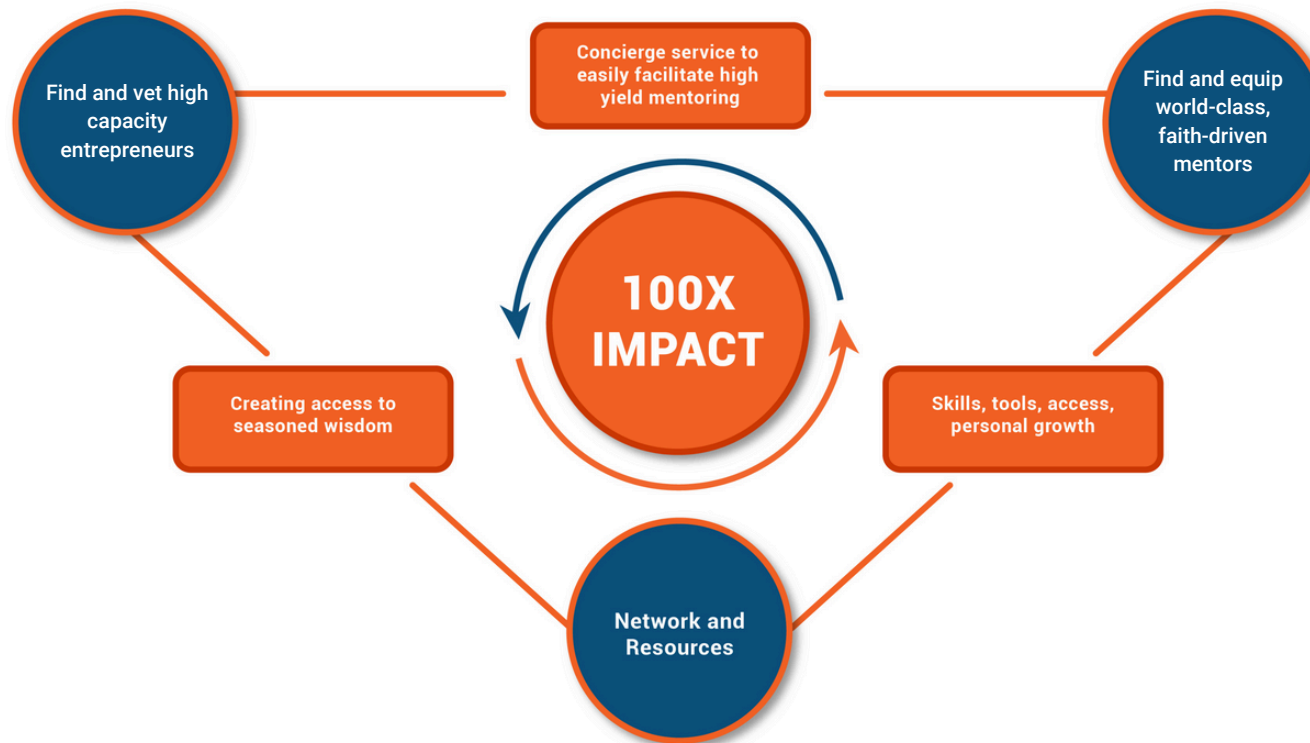 Find and vet high
capacity
entrepreneurs
Concierge service to
easily facilitate high
yield mentoring
Find and equip
world-class,
faith-driven
mentors
100X
IMPACT
Creating access to
seasoned wisdom
Skills, tools, access,
personal growth
Network and
Resources